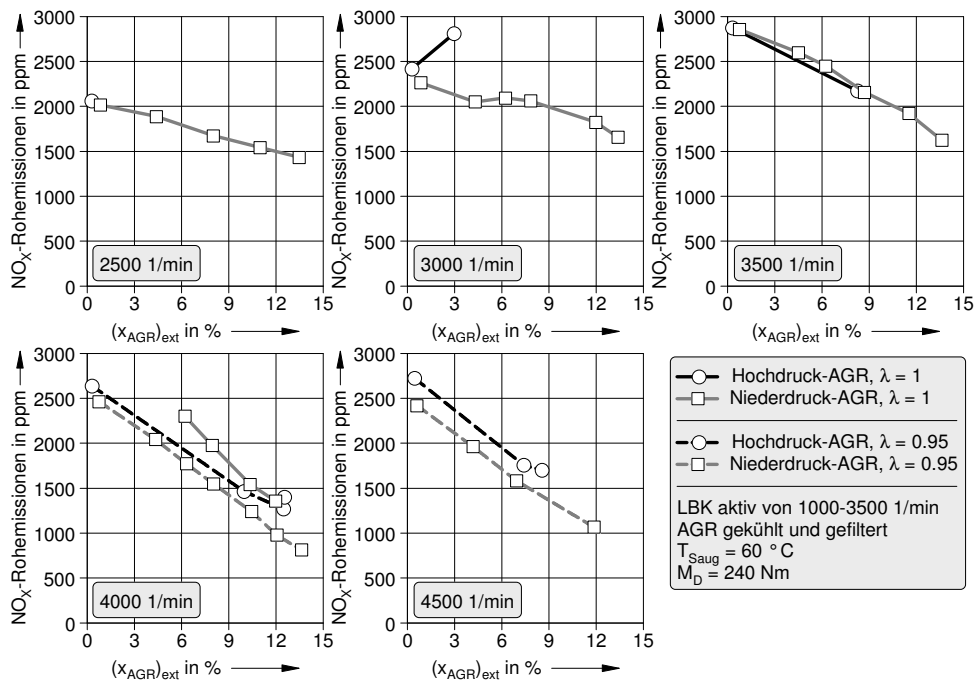 NOX-Rohemissionen in ppm
3000
2500
2000
1500
1000
500
0
2500 1/min
0 3 6 9 12 15
(xAGR)ext in %
NOX-Rohemissionen in ppm
3000
2500
2000
1500
1000
500
0
3000 1/min
0 3 6 9 12 15
(xAGR)ext in %
NOX-Rohemissionen in ppm
3000
2500
2000
1500
1000
500
0
3500 1/min
0 3 6 9 12 15
(xAGR)ext in %
NOX-Rohemissionen in ppm
3000
2500
2000
1500
1000
500
0
4000 1/min
0 3 6 9 12 15
(xAGR)ext in %
NOX-Rohemissionen in ppm
3000
2500
2000
1500
1000
500
0
4500 1/min
0 3 6 9 12 15
(xAGR)ext in %
Hochdruck-AGR, λ = 1
Niederdruck-AGR, λ = 1
Hochdruck-AGR, λ = 0.95
Niederdruck-AGR, λ = 0.95
LBK aktiv von 1000-3500 1/min
AGR gekühlt und gefiltert
TSaug = 60 °C
MD = 240 Nm